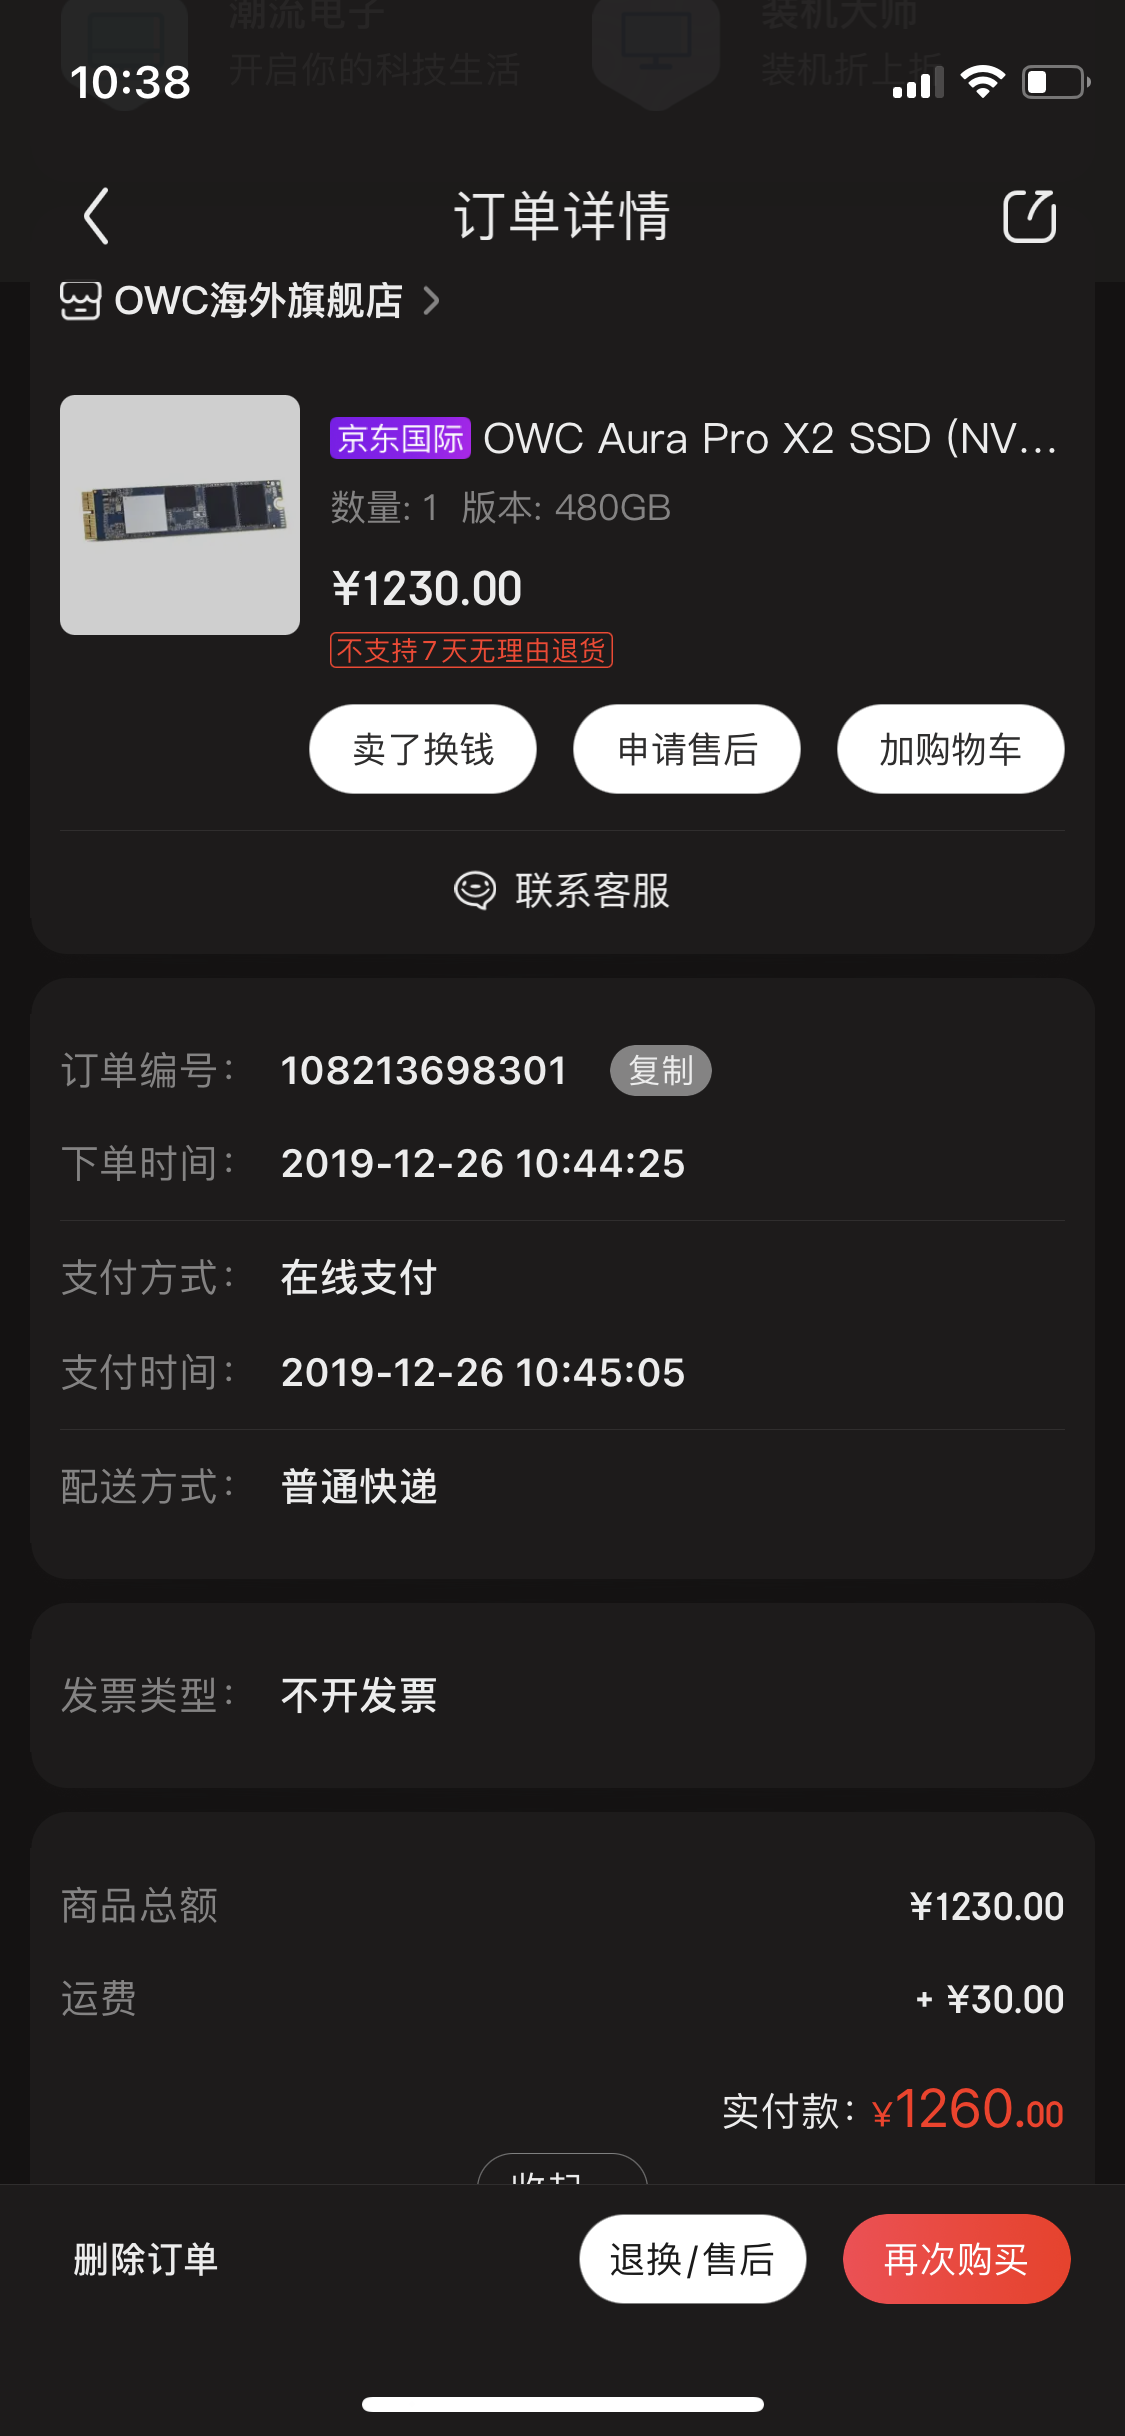 潮流电子
装机大师
开启你的科技生活
装机折上折
10:38
订单详情
OWC海外旗舰店
京东国际 OWC Aura Pro X2 SSD (NV...
数量: 1 版本: 480GB
¥1230.00
不支持7天无理由退货
卖了换钱 申请售后 加购物车
联系客服
订单编号: 108213698301 复制
下单时间: 2019-12-26 10:44:25
支付方式: 在线支付
支付时间: 2019-12-26 10:45:05
配送方式: 普通快递
发票类型: 不开发票
商品总额 ¥1230.00
运费 + ¥30.00
实付款: ¥1260.00
收起
删除订单 退换/售后 再次购买